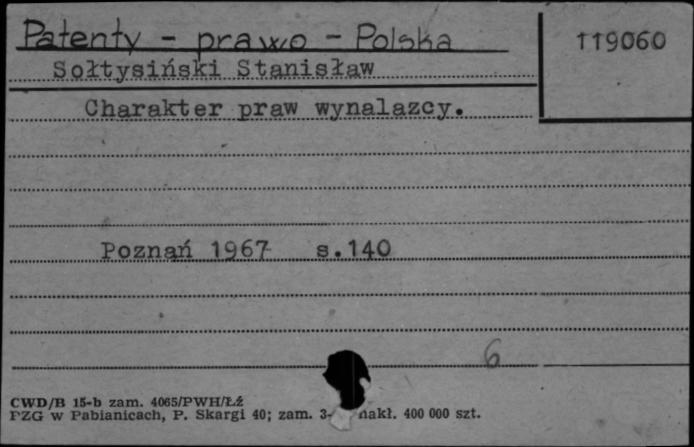 Patenty - prawo - Polska
119060
Sołtysiński Stanisław
Charakter praw wynalazcy.
Poznań 1967 s.140
6
CWD/B 15-b zam. 4065/PWH/Łź
PZG w Pabianicach, P. Skargi 40; zam. 3- nakł. 400 000 szt.